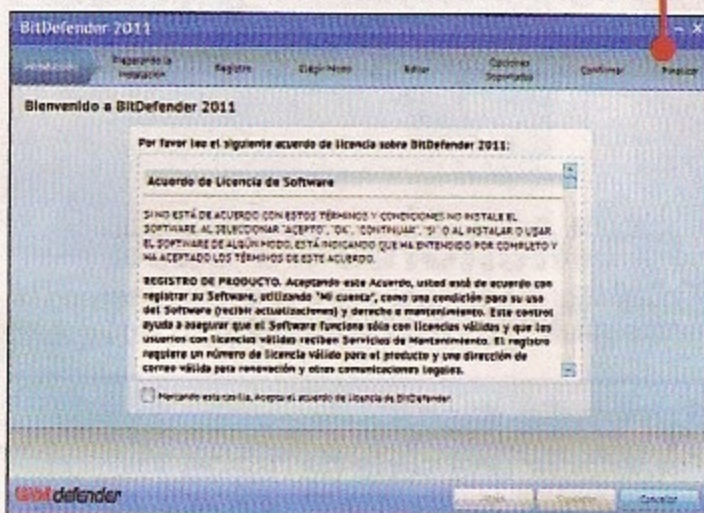 BitDefender 2011
Preparando la instalación
Registro
Elegir Modo
Editar
Opciones Soportadas
Confirmar
Finalizar
Bienvenido a BitDefender 2011
Por favor lea el siguiente acuerdo de licencia sobre BitDefender 2011:
Acuerdo de Licencia de Software
SI NO ESTÁ DE ACUERDO CON ESTOS TÉRMINOS Y CONDICIONES NO INSTALE EL
SOFTWARE. AL SELECCIONAR "ACEPTO", "OK", "CONTINUAR", "SI" O AL INSTALAR O USAR
EL SOFTWARE DE ALGÚN MODO, ESTÁ INDICANDO QUE HA ENTENDIDO POR COMPLETO Y
HA ACEPTADO LOS TÉRMINOS DE ESTE ACUERDO.
REGISTRO DE PRODUCTO. Aceptando este Acuerdo, usted está de acuerdo con
registrar su Software, utilizando "Mi cuenta", como una condición para su uso
del Software (recibir actualizaciones) y derecho a mantenimiento. Este control
ayuda a asegurar que el Software funciona sólo con licencias válidas y que los
usuarios con licencias válidas reciben Servicios de Mantenimiento. El registro
requiere un número de licencia válido para el producto y una dirección de
correo válida para renovación y otras comunicaciones legales.
Marcando esta casilla, Acepta el acuerdo de licencia de BitDefender
bitdefender
Atrás
Siguiente
Cancelar